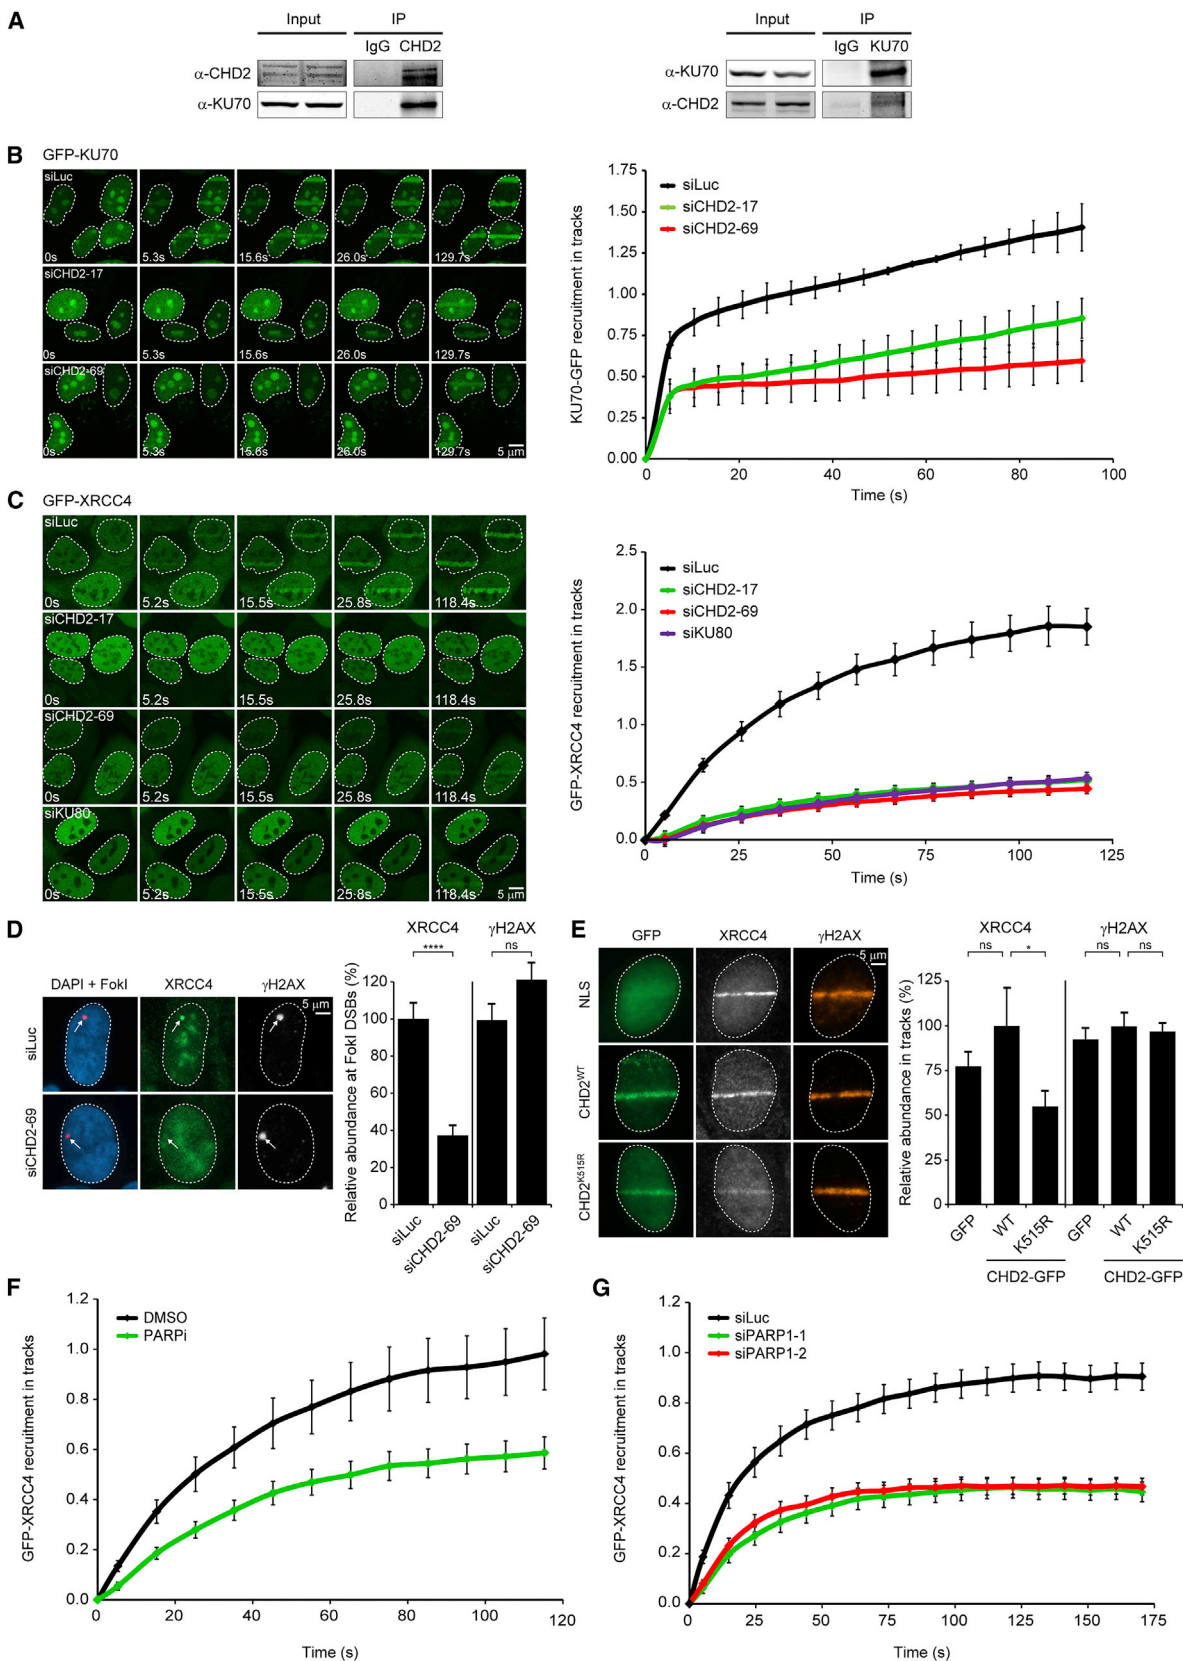 A
Input IP
IgG CHD2
α-CHD2
α-KU70
Input IP
IgG KU70
α-KU70
α-CHD2
B
GFP-KU70
siLuc
0s 5.3s 15.6s 26.0s 129.7s
siCHD2-17
0s 5.3s 15.6s 26.0s 129.7s
siCHD2-69
0s 5.3s 15.6s 26.0s 129.7s
5 μm
KU70-GFP recruitment in tracks
1.75
1.50
1.25
1.00
0.75
0.50
0.25
0.00
siLuc
siCHD2-17
siCHD2-69
0 20 40 60 80 100
Time (s)
C
GFP-XRCC4
siLuc
0s 5.2s 15.5s 25.8s 118.4s
siCHD2-17
0s 5.2s 15.5s 25.8s 118.4s
siCHD2-69
0s 5.2s 15.5s 25.8s 118.4s
siKU80
0s 5.2s 15.5s 25.8s 118.4s
5 μm
GFP-XRCC4 recruitment in tracks
2.5
2.0
1.5
1.0
0.5
0.0
siLuc
siCHD2-17
siCHD2-69
siKU80
0 25 50 75 100 125
Time (s)
D
DAPI + FokI XRCC4 γH2AX
5 μm
siLuc
siCHD2-69
XRCC4 γH2AX
**** ns
Relative abundance at FokI DSBs (%)
120
100
80
60
40
20
0
siLuc siCHD2-69 siLuc siCHD2-69
E
GFP XRCC4 γH2AX
5 μm
NLS
CHD2WT
CHD2K515R
XRCC4 γH2AX
ns * ns ns
Relative abundance in tracks (%)
125
100
75
50
25
0
GFP WT K515R GFP WT K515R
CHD2-GFP CHD2-GFP
F
GFP-XRCC4 recruitment in tracks
1.2
1.0
0.8
0.6
0.4
0.2
0.0
DMSO
PARPi
0 20 40 60 80 100 120
Time (s)
G
GFP-XRCC4 recruitment in tracks
1.2
1.0
0.8
0.6
0.4
0.2
0.0
siLuc
siPARP1-1
siPARP1-2
0 25 50 75 100 125 150 175
Time (s)